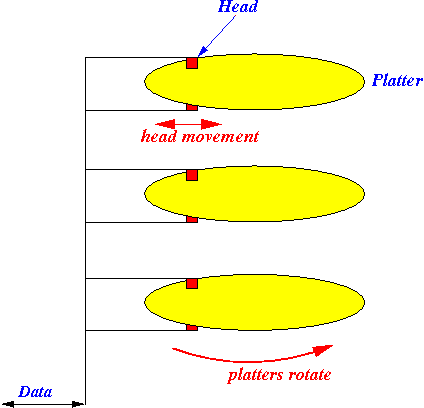 Head
Platter
head movement
platters rotate
Data